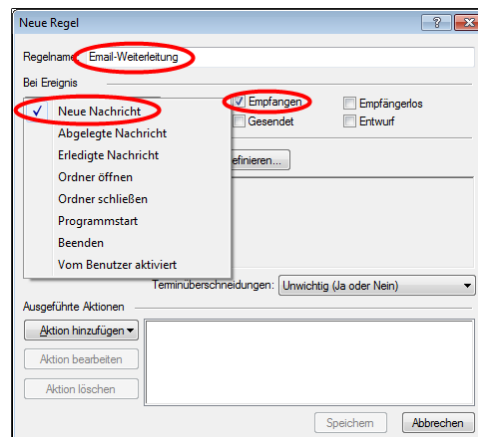 Neue Regel
Regelname: Email-Weiterleitung
Bei Ereignis
Neue Nachricht
Empfangen
Empfängerlos
Abgelegte Nachricht
Gesendet
Entwurf
Erledigte Nachricht
efinieren...
Ordner öffnen
Ordner schließen
Programmstart
Beenden
Vom Benutzer aktiviert
Terminüberschneidungen: Unwichtig (Ja oder Nein)
Ausgeführte Aktionen
Aktion hinzufügen
Aktion bearbeiten
Aktion löschen
Speichern
Abbrechen